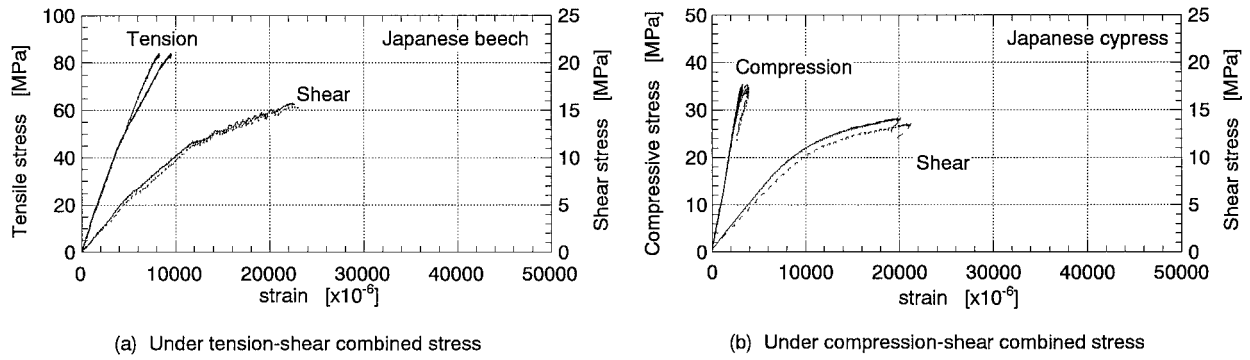 Tensile stress [MPa]
100
80
60
40
20
0
Tension
Japanese beech
Shear
25
20
15
10
5
0
Shear stress [MPa]
0 10000 20000 30000 40000 50000
strain [x10⁻⁶]
(a) Under tension-shear combined stress
Compressive stress [MPa]
50
40
30
20
10
0
Japanese cypress
Compression
Shear
25
20
15
10
5
0
Shear stress [MPa]
0 10000 20000 30000 40000 50000
strain [x10⁻⁶]
(b) Under compression-shear combined stress